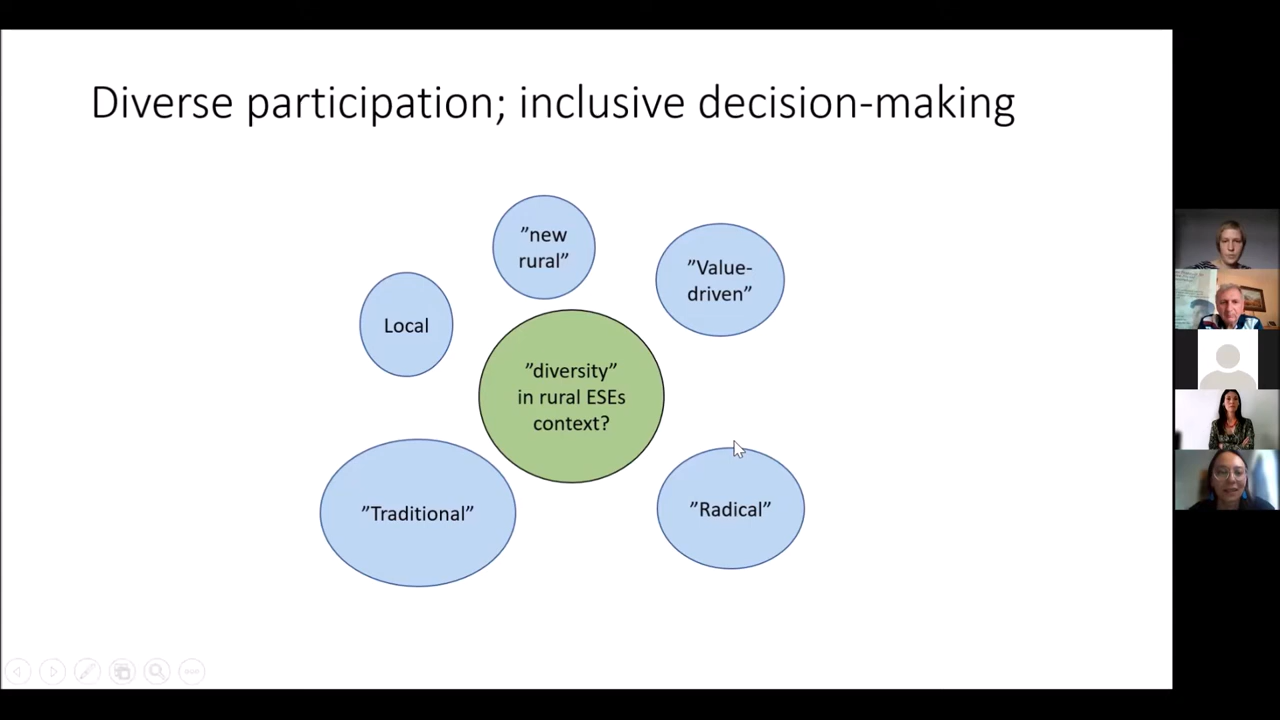 Diverse participation; inclusive decision-making
”new
rural”
”Value-
driven”
Local
”diversity”
in rural ESEs
context?
”Traditional”
”Radical”